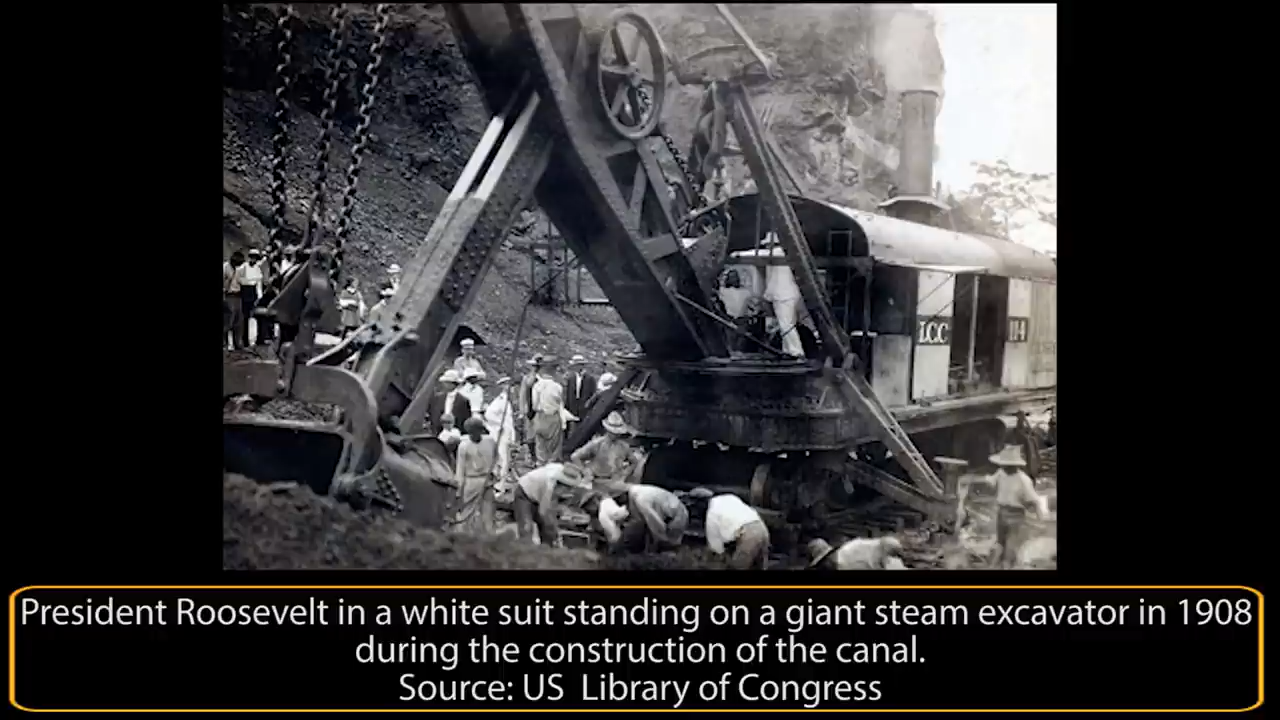 I.C.C
114
President Roosevelt in a white suit standing on a giant steam excavator in 1908
during the construction of the canal.
Source: US Library of Congress